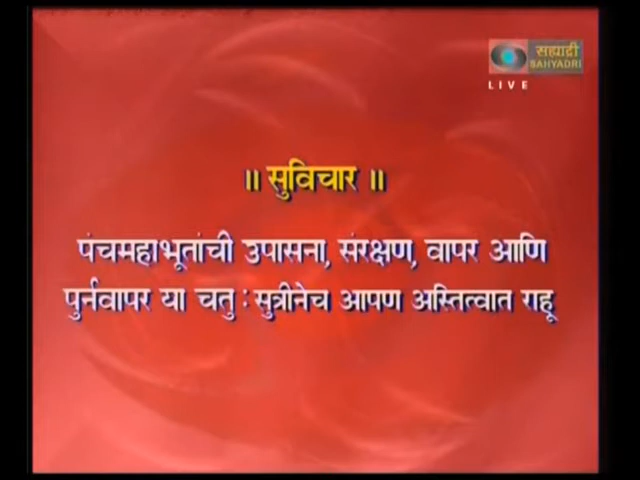 सह्याद्री
SAHYADRI
LIVE
॥ सुविचार ॥
पंचमहाभूतांची उपासना, संरक्षण, वापर आणि
पुर्नवापर या चतु : सुत्रीनेच आपण अस्तित्वात राहू